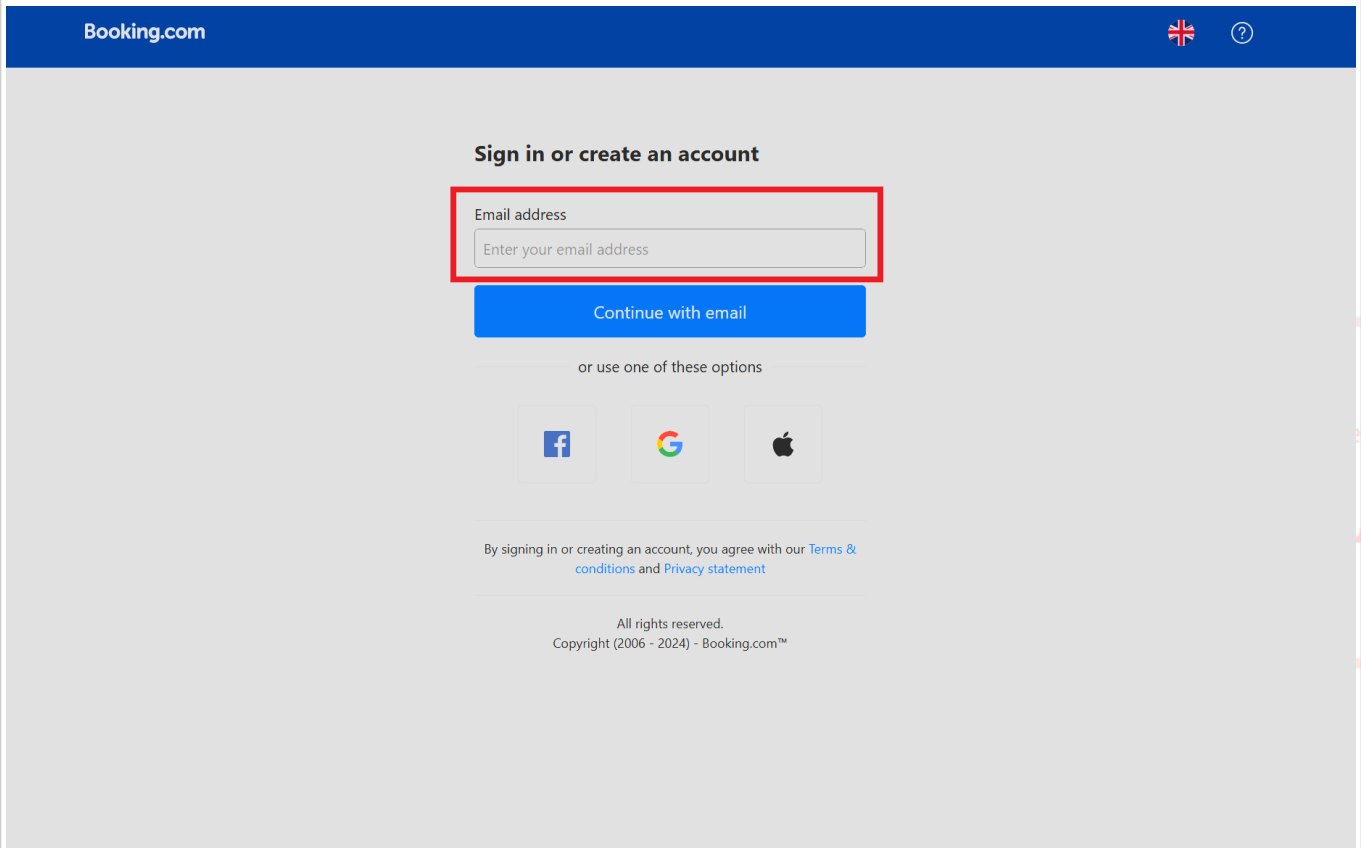 Booking.com
?
Sign in or create an account
Email address
Enter your email address
Continue with email
or use one of these options
By signing in or creating an account, you agree with our Terms &
conditions and Privacy statement
All rights reserved.
Copyright (2006 - 2024) - Booking.com™